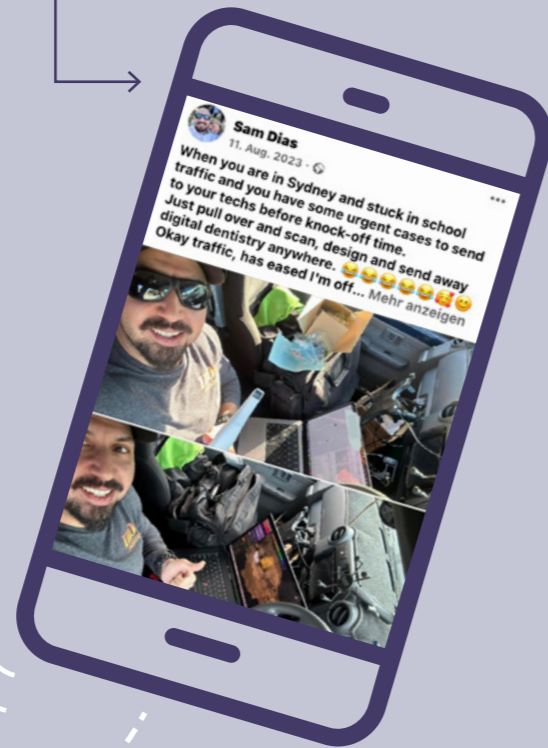 Sam Dias
11. Aug. 2023 ·
When you are in Sydney and stuck in school
traffic and you have some urgent cases to send
to your techs before knock-off time.
Just pull over and scan, design and send away
digital dentistry anywhere. 😂😂😂😂😂🥰😊
Okay traffic, has eased I'm off... Mehr anzeigen